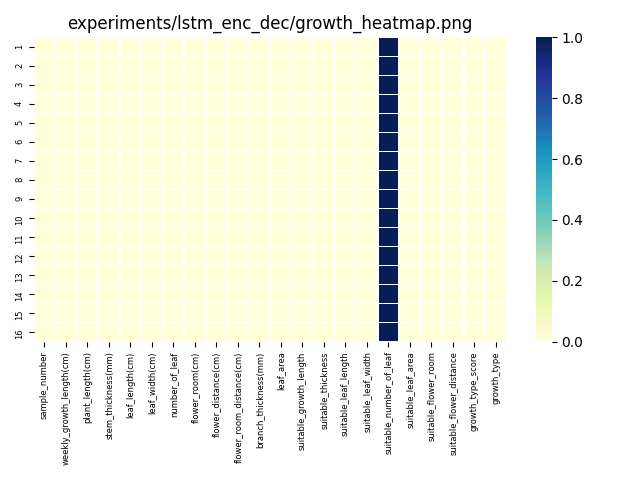 experiments/lstm_enc_dec/growth_heatmap.png
1
2
3
4
5
6
7
8
9
10
11
12
13
14
15
16
sample_number
weekly_growth_length(cm)
plant_length(cm)
stem_thickness(mm)
leaf_length(cm)
leaf_width(cm)
number_of_leaf
flower_room(cm)
flower_distance(cm)
flower_room_distance(cm)
branch_thickness(mm)
leaf_area
suitable_growth_length
suitable_thickness
suitable_leaf_length
suitable_leaf_width
suitable_number_of_leaf
suitable_leaf_area
suitable_flower_room
suitable_flower_distance
growth_type_score
growth_type
1.0
0.8
0.6
0.4
0.2
0.0